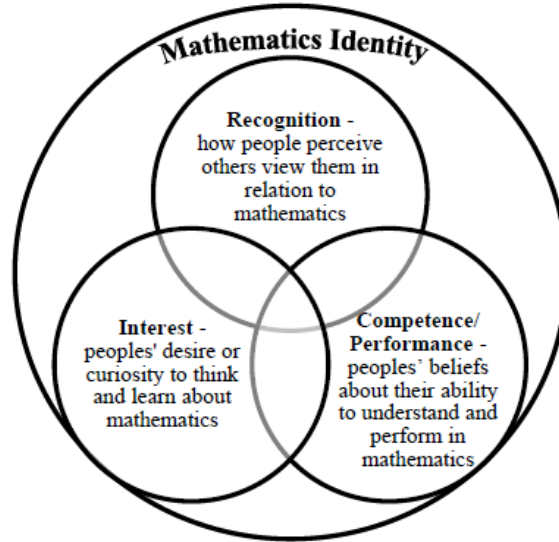 Mathematics Identity
Recognition -
how people perceive
others view them in
relation to
mathematics
Interest -
peoples' desire or
curiosity to think
and learn about
mathematics
Competence/
Performance -
peoples’ beliefs
about their ability
to understand and
perform in
mathematics